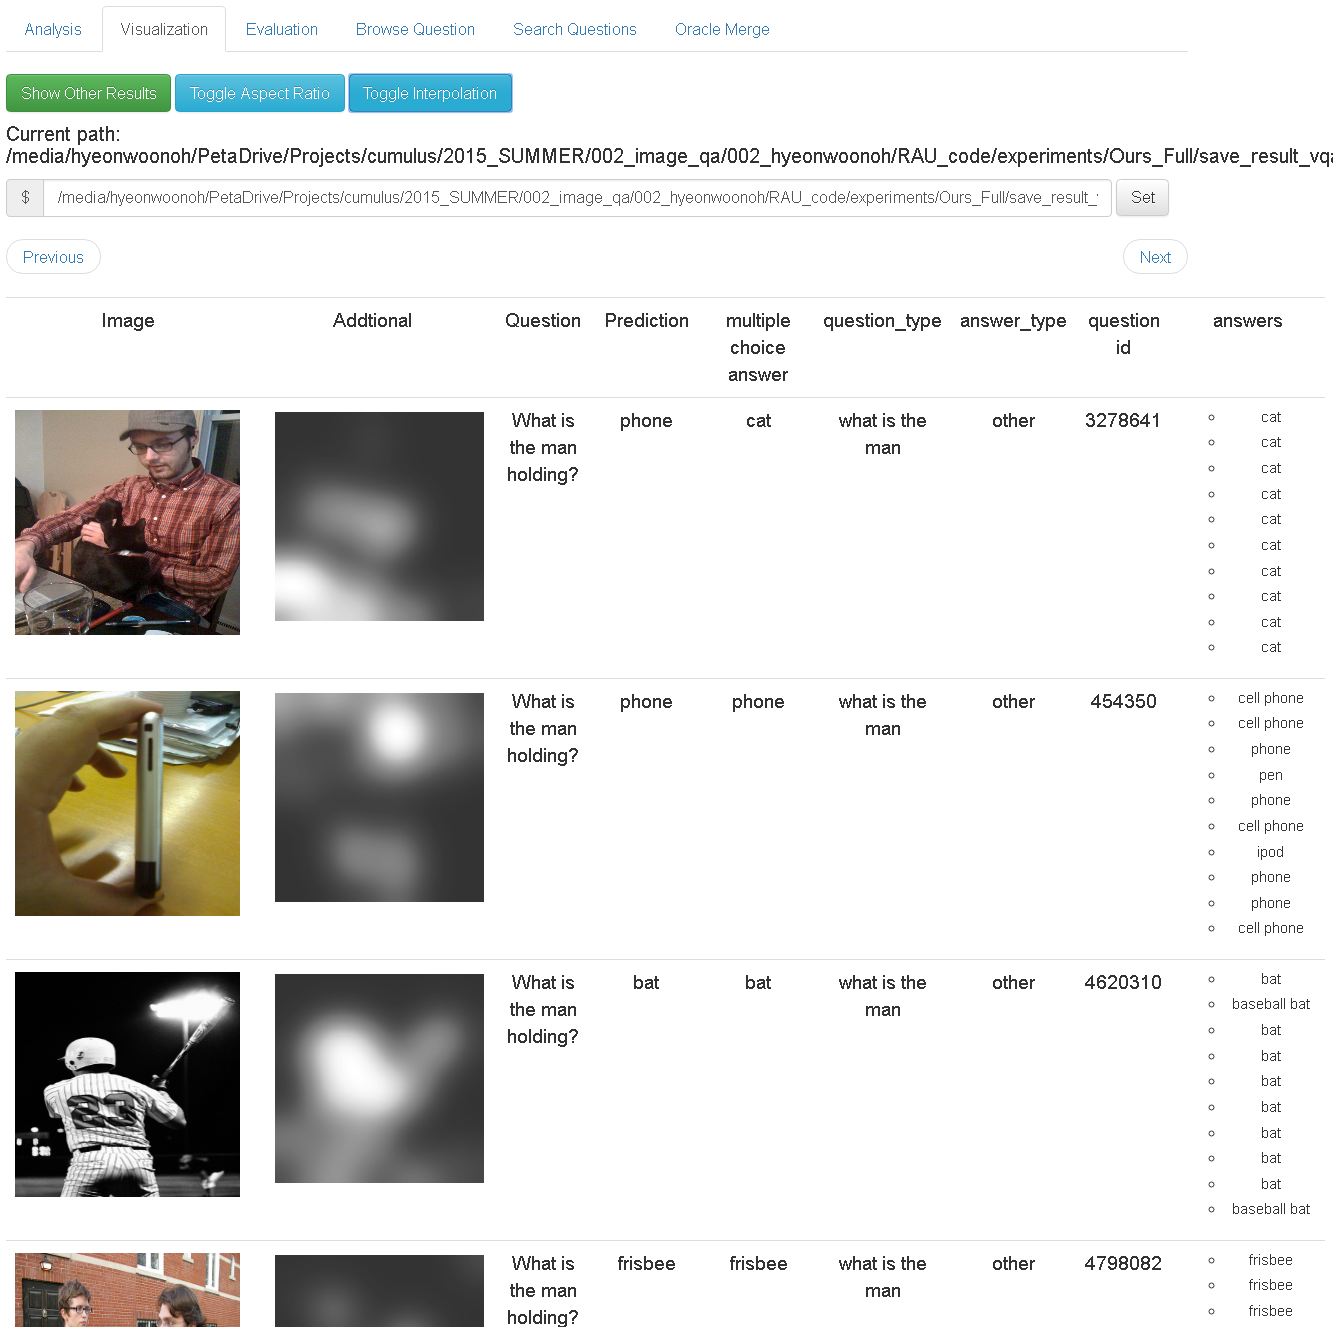 Analysis Visualization Evaluation Browse Question Search Questions Oracle Merge
Show Other Results Toggle Aspect Ratio Toggle Interpolation
Current path:
/media/hyeonwoonoh/PetaDrive/Projects/cumulus/2015_SUMMER/002_image_qa/002_hyeonwoonoh/RAU_code/experiments/Ours_Full/save_result_vqa
$ /media/hyeonwoonoh/PetaDrive/Projects/cumulus/2015_SUMMER/002_image_qa/002_hyeonwoonoh/RAU_code/experiments/Ours_Full/save_result_ Set
Previous Next
Image Addtional Question Prediction multiple question_type answer_type question answers
choice id
answer
What is phone cat what is the other 3278641 cat
the man man cat
holding? cat
cat
cat
cat
cat
cat
cat
cat
What is phone phone what is the other 454350 cell phone
the man man cell phone
holding? phone
pen
phone
cell phone
ipod
phone
phone
cell phone
23
What is bat bat what is the other 4620310 bat
the man man baseball bat
holding? bat
bat
bat
bat
bat
bat
bat
baseball bat
What is frisbee frisbee what is the other 4798082 frisbee
the man man frisbee
holding? frisbee